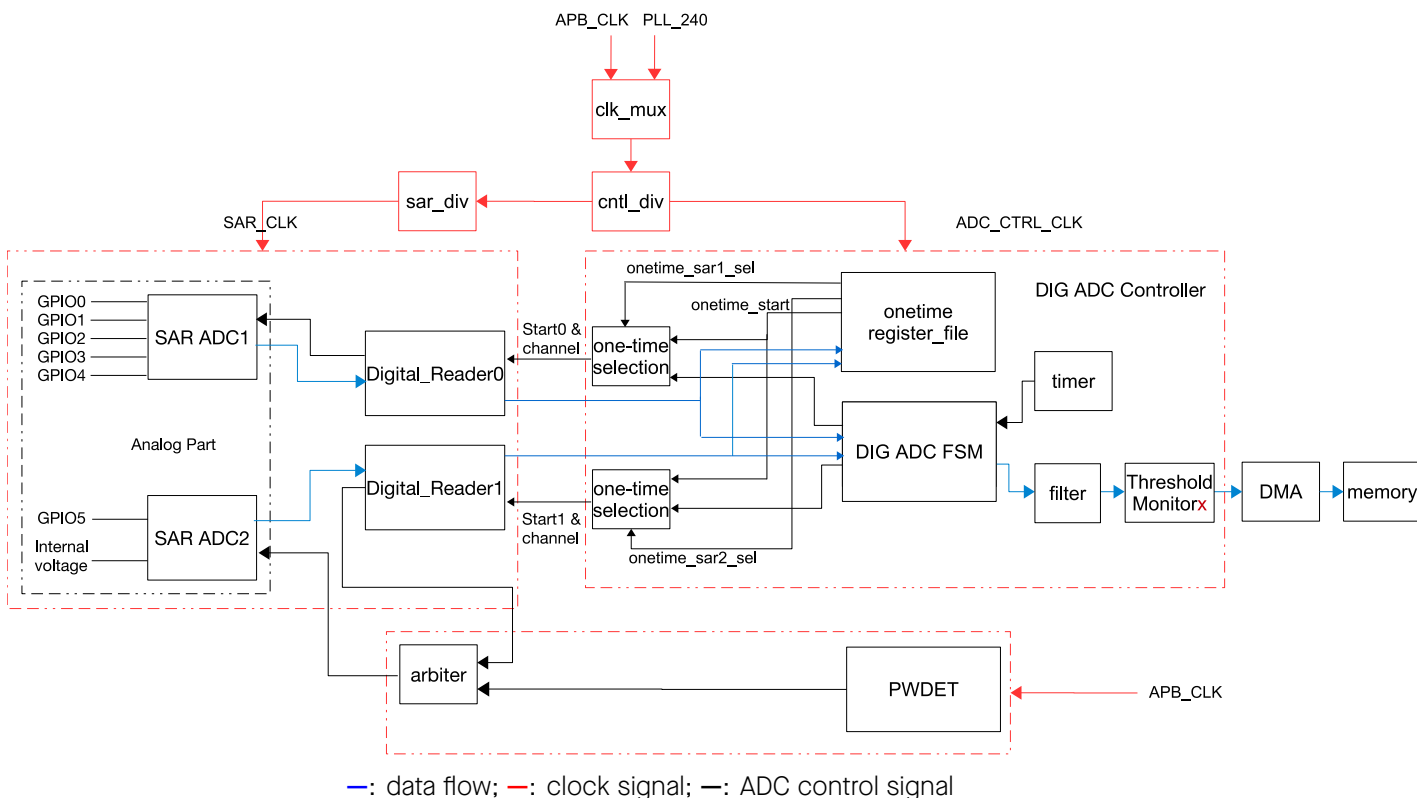 APB_CLK PLL_240
clk_mux
sar_div
cntl_div
SAR_CLK
ADC_CTRL_CLK
GPIO0
GPIO1
GPIO2
GPIO3
GPIO4
SAR ADC1
Analog Part
GPIO5
Internal
voltage
SAR ADC2
Digital_Reader0
Digital_Reader1
Start0 &
channel
Start1 &
channel
onetime_sar1_sel
onetime_start
one-time
selection
one-time
selection
onetime_sar2_sel
onetime
register_file
DIG ADC Controller
timer
DIG ADC FSM
filter
Threshold
Monitorx
DMA
memory
arbiter
PWDET
APB_CLK
—: data flow; —: clock signal; —: ADC control signal